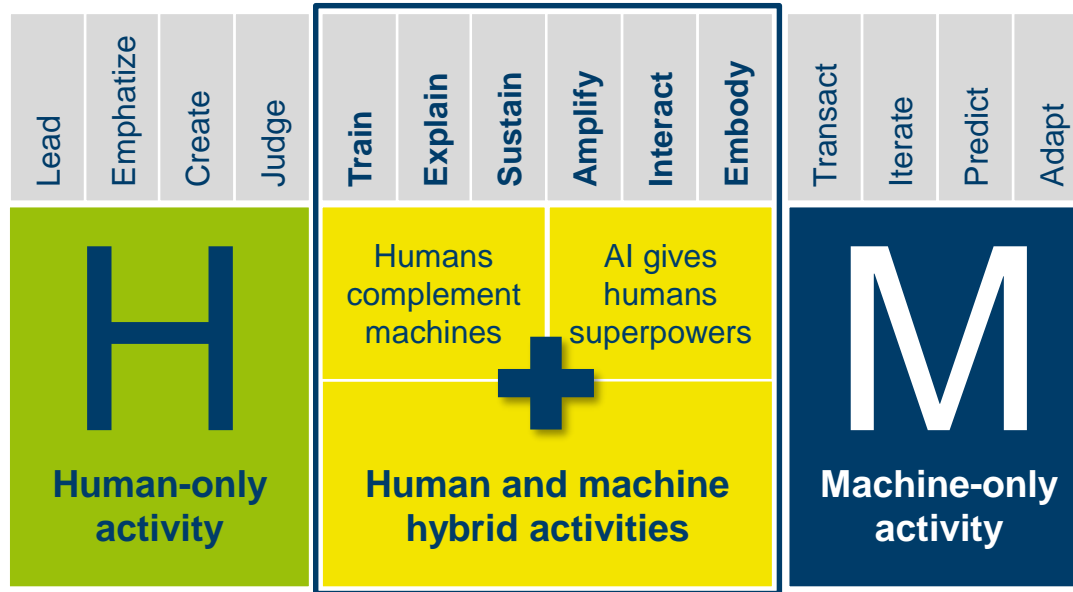 Lead
Emphatize
Create
Judge
Train
Explain
Sustain
Amplify
Interact
Embody
Transact
Iterate
Predict
Adapt
H
Human-only
activity
Humans
complement
machines
AI gives
humans
superpowers
Human and machine
hybrid activities
M
Machine-only
activity